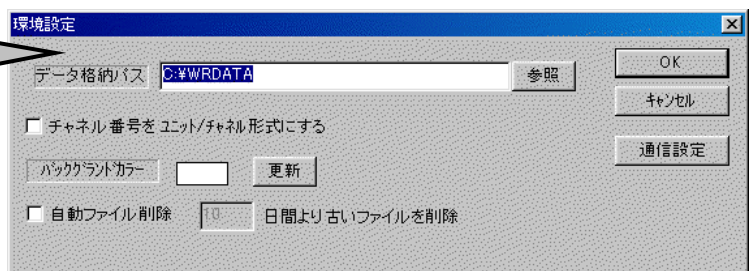 環境設定
データ格納パス C:¥WRDATA 参照 OK
キャンセル
チャネル番号をユニット/チャネル形式にする
通信設定
バックグランドカラー 更新
自動ファイル削除 10 日間より古いファイルを削除